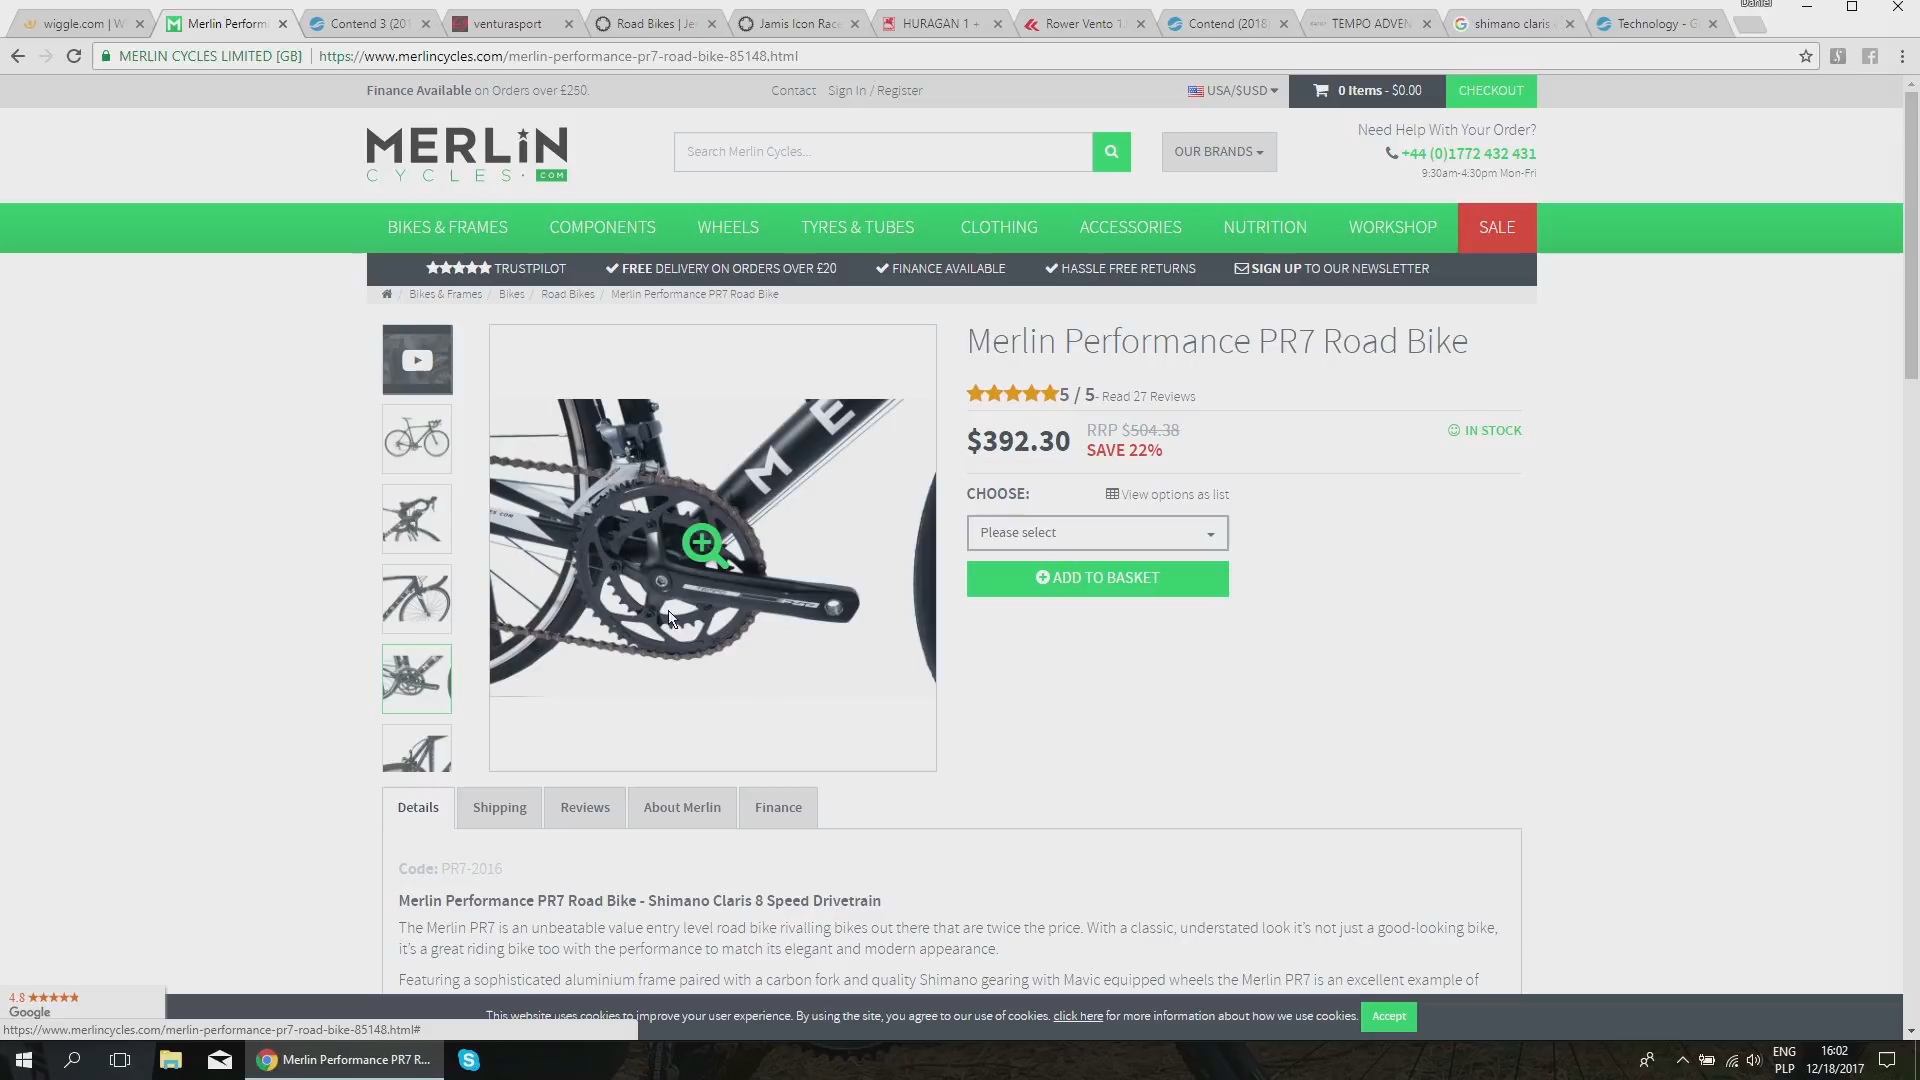 Daniel
wiggle.com | W
Merlin Perform
Contend 3 (201
venturasport
Road Bikes | Je
Jamis Icon Race
HURAGAN 1 +
Rower Vento 1.
Contend (2018)
TEMPO ADVEN
shimano claris
Technology - G
MERLIN CYCLES LIMITED [GB]
https://www.merlincycles.com/merlin-performance-pr7-road-bike-85148.html
Finance Available on Orders over £250.
Contact
Sign In / Register
USA/$USD
0 Items - $0.00
CHECKOUT
MERLIN
CYCLES.COM
Search Merlin Cycles...
OUR BRANDS
Need Help With Your Order?
+44 (0)1772 432 431
9:30am-4:30pm Mon-Fri
BIKES & FRAMES
COMPONENTS
WHEELS
TYRES & TUBES
CLOTHING
ACCESSORIES
NUTRITION
WORKSHOP
SALE
TRUSTPILOT
FREE DELIVERY ON ORDERS OVER £20
FINANCE AVAILABLE
HASSLE FREE RETURNS
SIGN UP TO OUR NEWSLETTER
/ Bikes & Frames / Bikes / Road Bikes / Merlin Performance PR7 Road Bike
M E
FSA
Merlin Performance PR7 Road Bike
5 / 5 - Read 27 Reviews
$392.30
RRP $504.38
SAVE 22%
IN STOCK
CHOOSE:
View options as list
Please select
ADD TO BASKET
Details
Shipping
Reviews
About Merlin
Finance
Code: PR7-2016
Merlin Performance PR7 Road Bike - Shimano Claris 8 Speed Drivetrain
The Merlin PR7 is an unbeatable value entry level road bike rivalling bikes out there that are twice the price. With a classic, understated look it's not just a good-looking bike,
it's a great riding bike too with the performance to match its elegant and modern appearance.
Featuring a sophisticated aluminium frame paired with a carbon fork and quality Shimano gearing with Mavic equipped wheels the Merlin PR7 is an excellent example of
4.8
Google
This website uses cookies to improve your user experience. By using the site, you agree to our use of cookies. click here for more information about how we use cookies.
Accept
https://www.merlincycles.com/merlin-performance-pr7-road-bike-85148.html#
Merlin Performance PR7 R...
ENG
PLP
16:02
12/18/2017